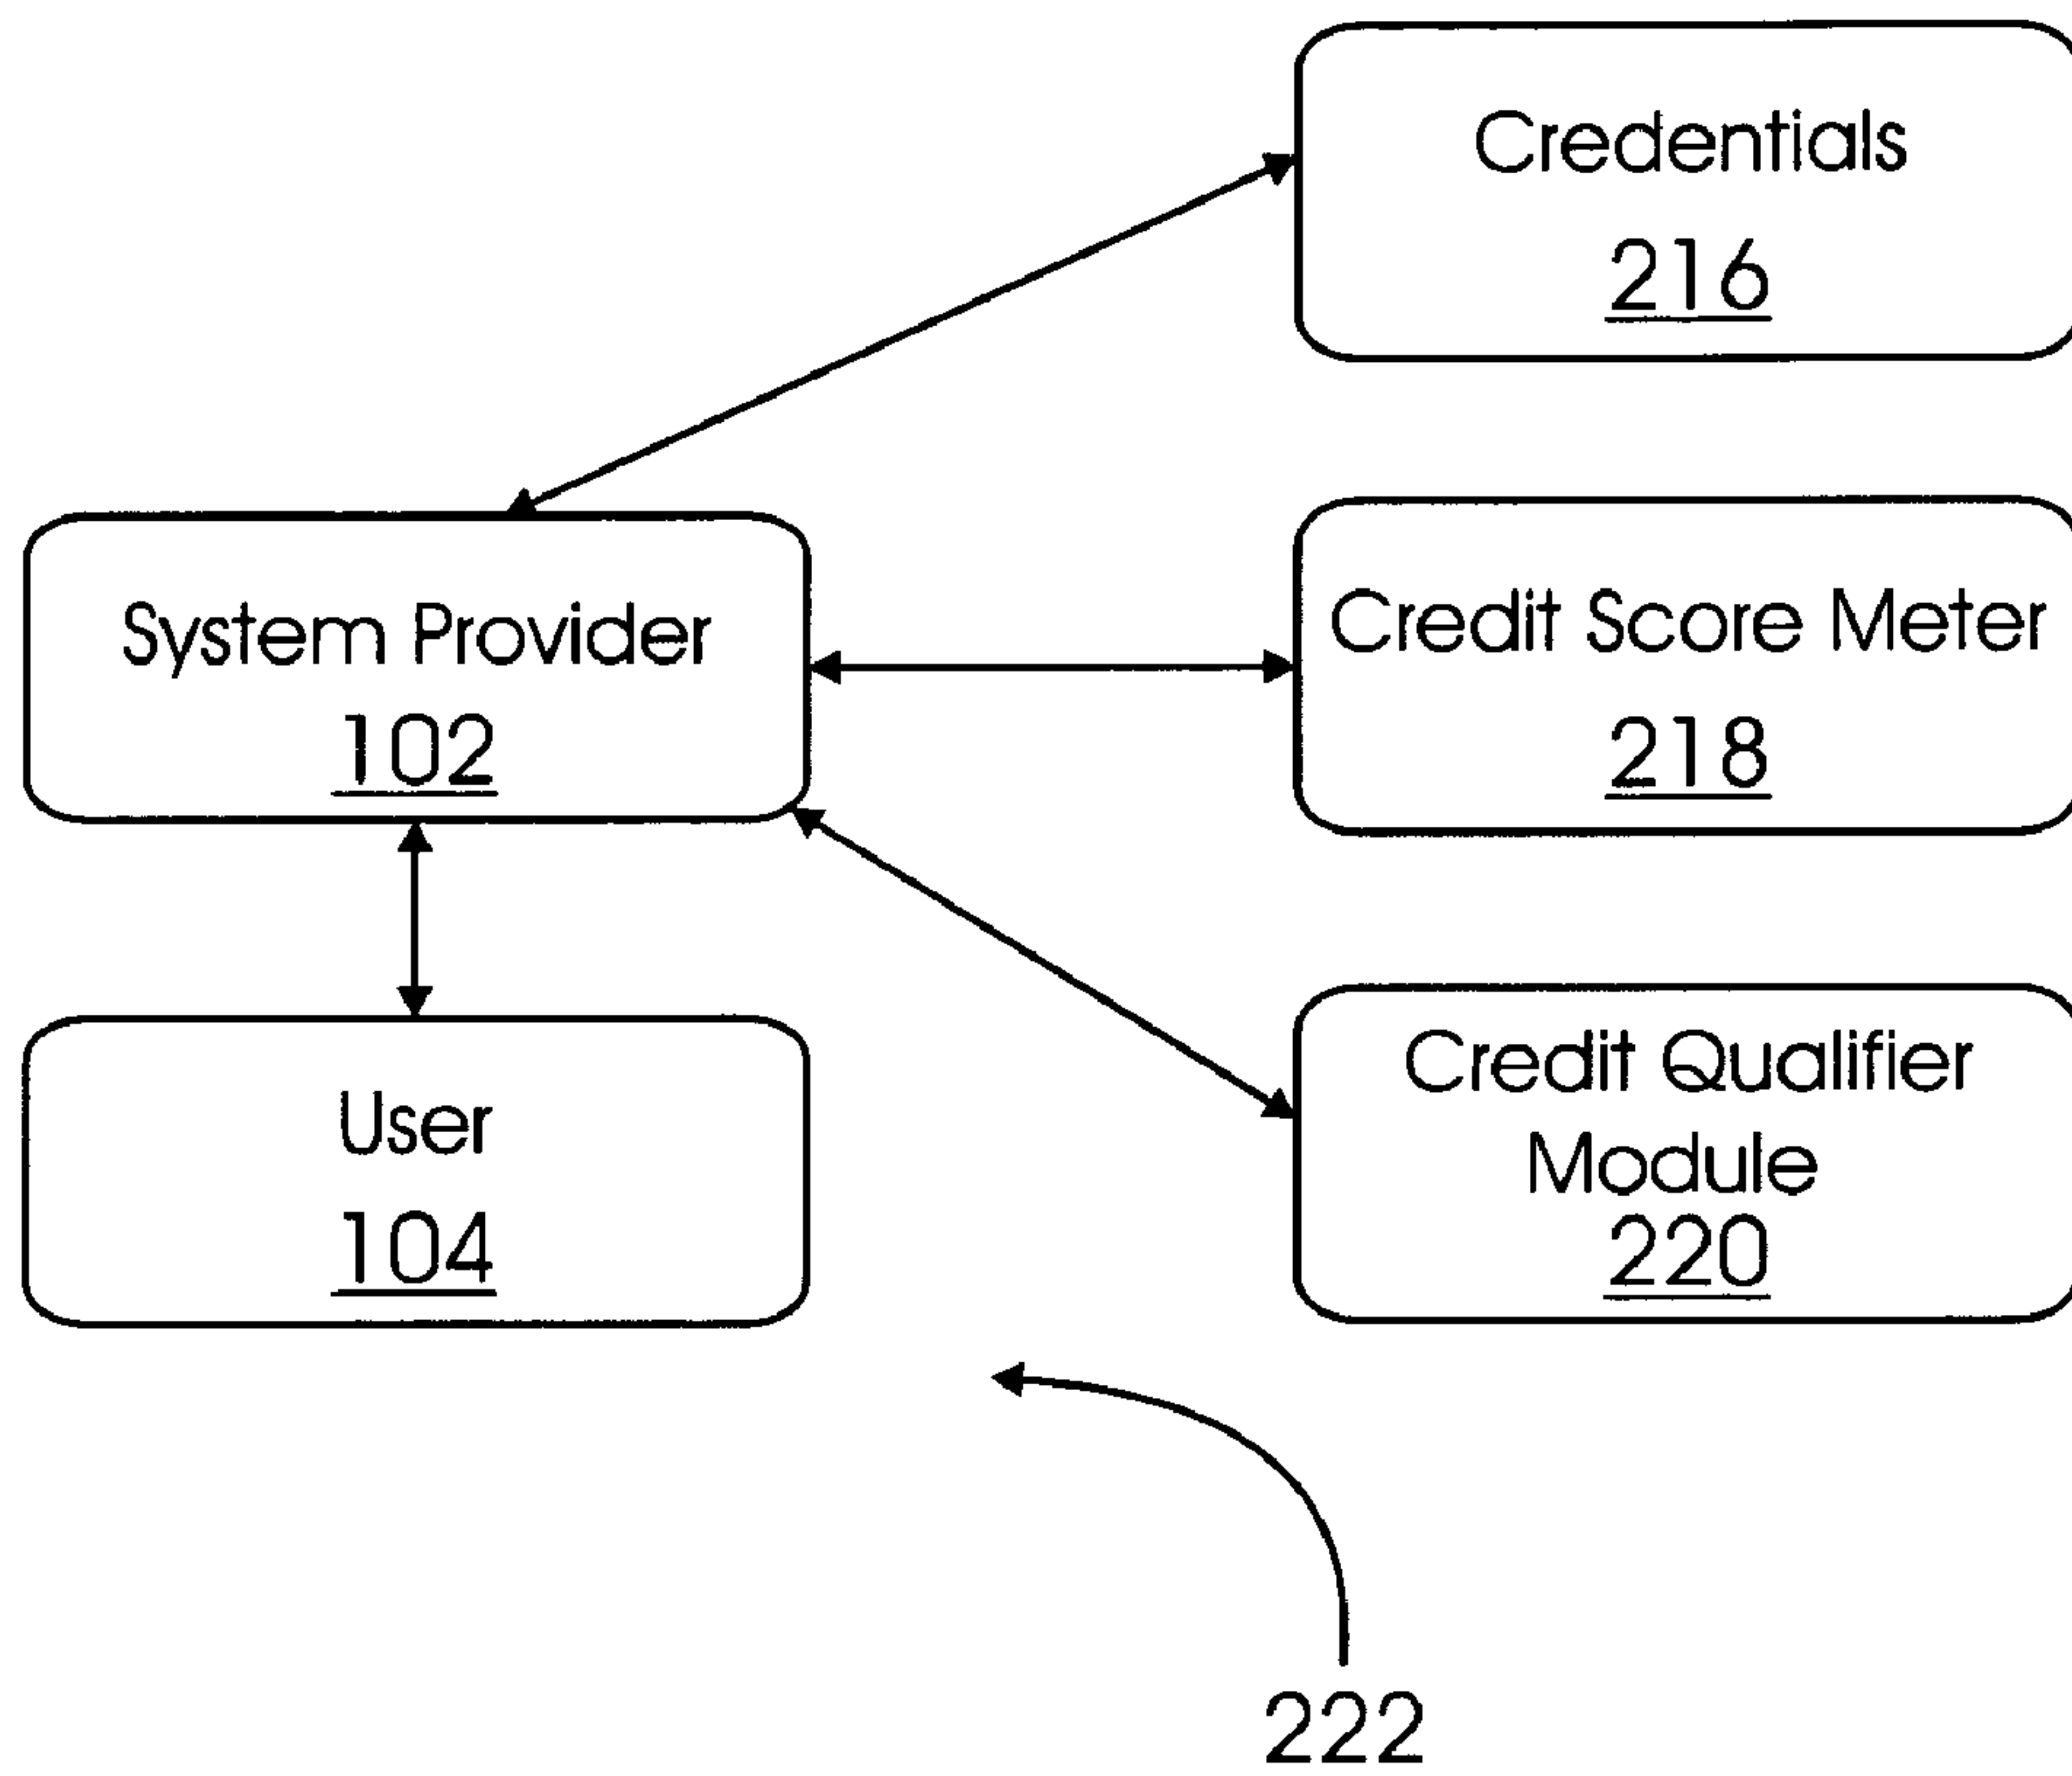 Credentials
216
System Provider
102
Credit Score Meter
218
User
104
Credit Qualifier
Module
220
222